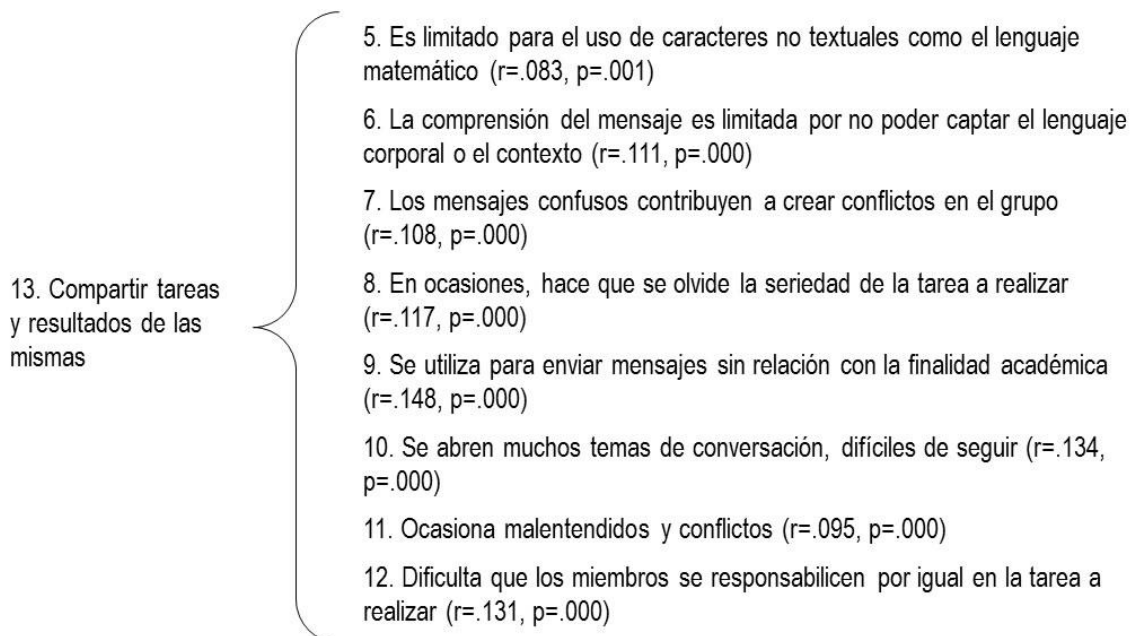 13. Compartir tareas
y resultados de las
mismas
5. Es limitado para el uso de caracteres no textuales como el lenguaje
matemático (r=.083, p=.001)
6. La comprensión del mensaje es limitada por no poder captar el lenguaje
corporal o el contexto (r=.111, p=.000)
7. Los mensajes confusos contribuyen a crear conflictos en el grupo
(r=.108, p=.000)
8. En ocasiones, hace que se olvide la seriedad de la tarea a realizar
(r=.117, p=.000)
9. Se utiliza para enviar mensajes sin relación con la finalidad académica
(r=.148, p=.000)
10. Se abren muchos temas de conversación, difíciles de seguir (r=.134,
p=.000)
11. Ocasiona malentendidos y conflictos (r=.095, p=.000)
12. Dificulta que los miembros se responsabilicen por igual en la tarea a
realizar (r=.131, p=.000)